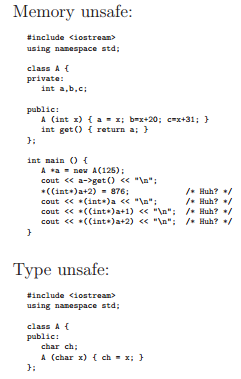 Memory unsafe:
#include <iostream>
using namespace std;
class A {
private:
int a,b,c;
public:
A (int x) { a = x; b=x+20; c=x+31; }
int get() { return a; }
};
int main () {
A *a = new A(125);
cout << a->get() << "\n";
*((int*)a+2) = 876; /* Huh? */
cout << *(int*)a << "\n"; /* Huh? */
cout << *((int*)a+1) << "\n"; /* Huh? */
cout << *((int*)a+2) << "\n"; /* Huh? */
}
Type unsafe:
#include <iostream>
using namespace std;
class A {
public:
char ch;
A (char x) { ch = x; }
};